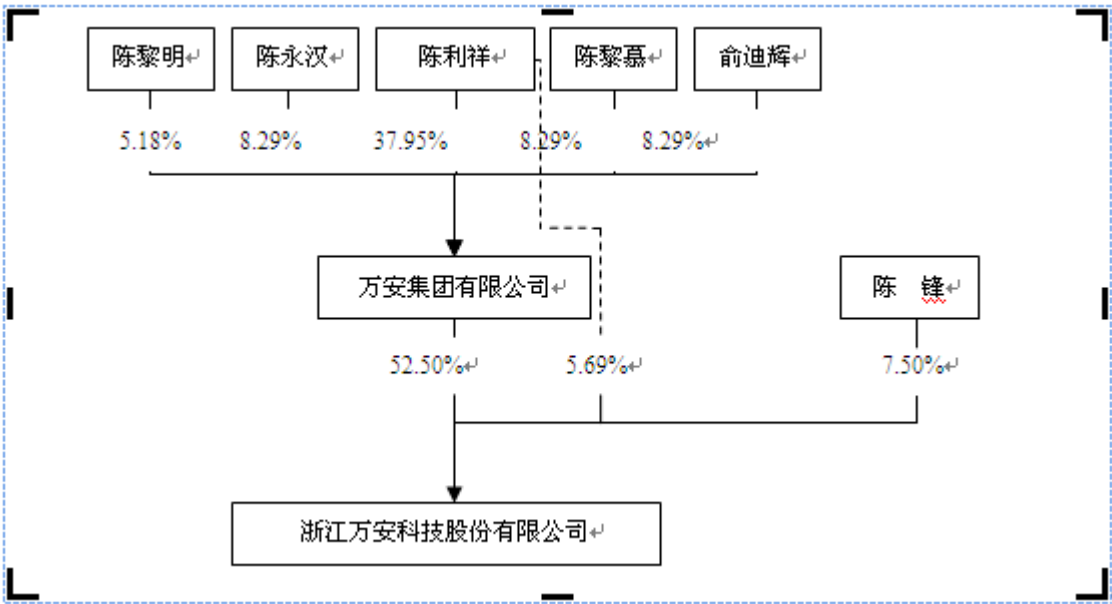 陈黎明 陈永汉 陈利祥 陈黎慕 俞迪辉
5.18% 8.29% 37.95% 8.29% 8.29%
万安集团有限公司 陈 锋
52.50% 5.69% 7.50%
浙江万安科技股份有限公司